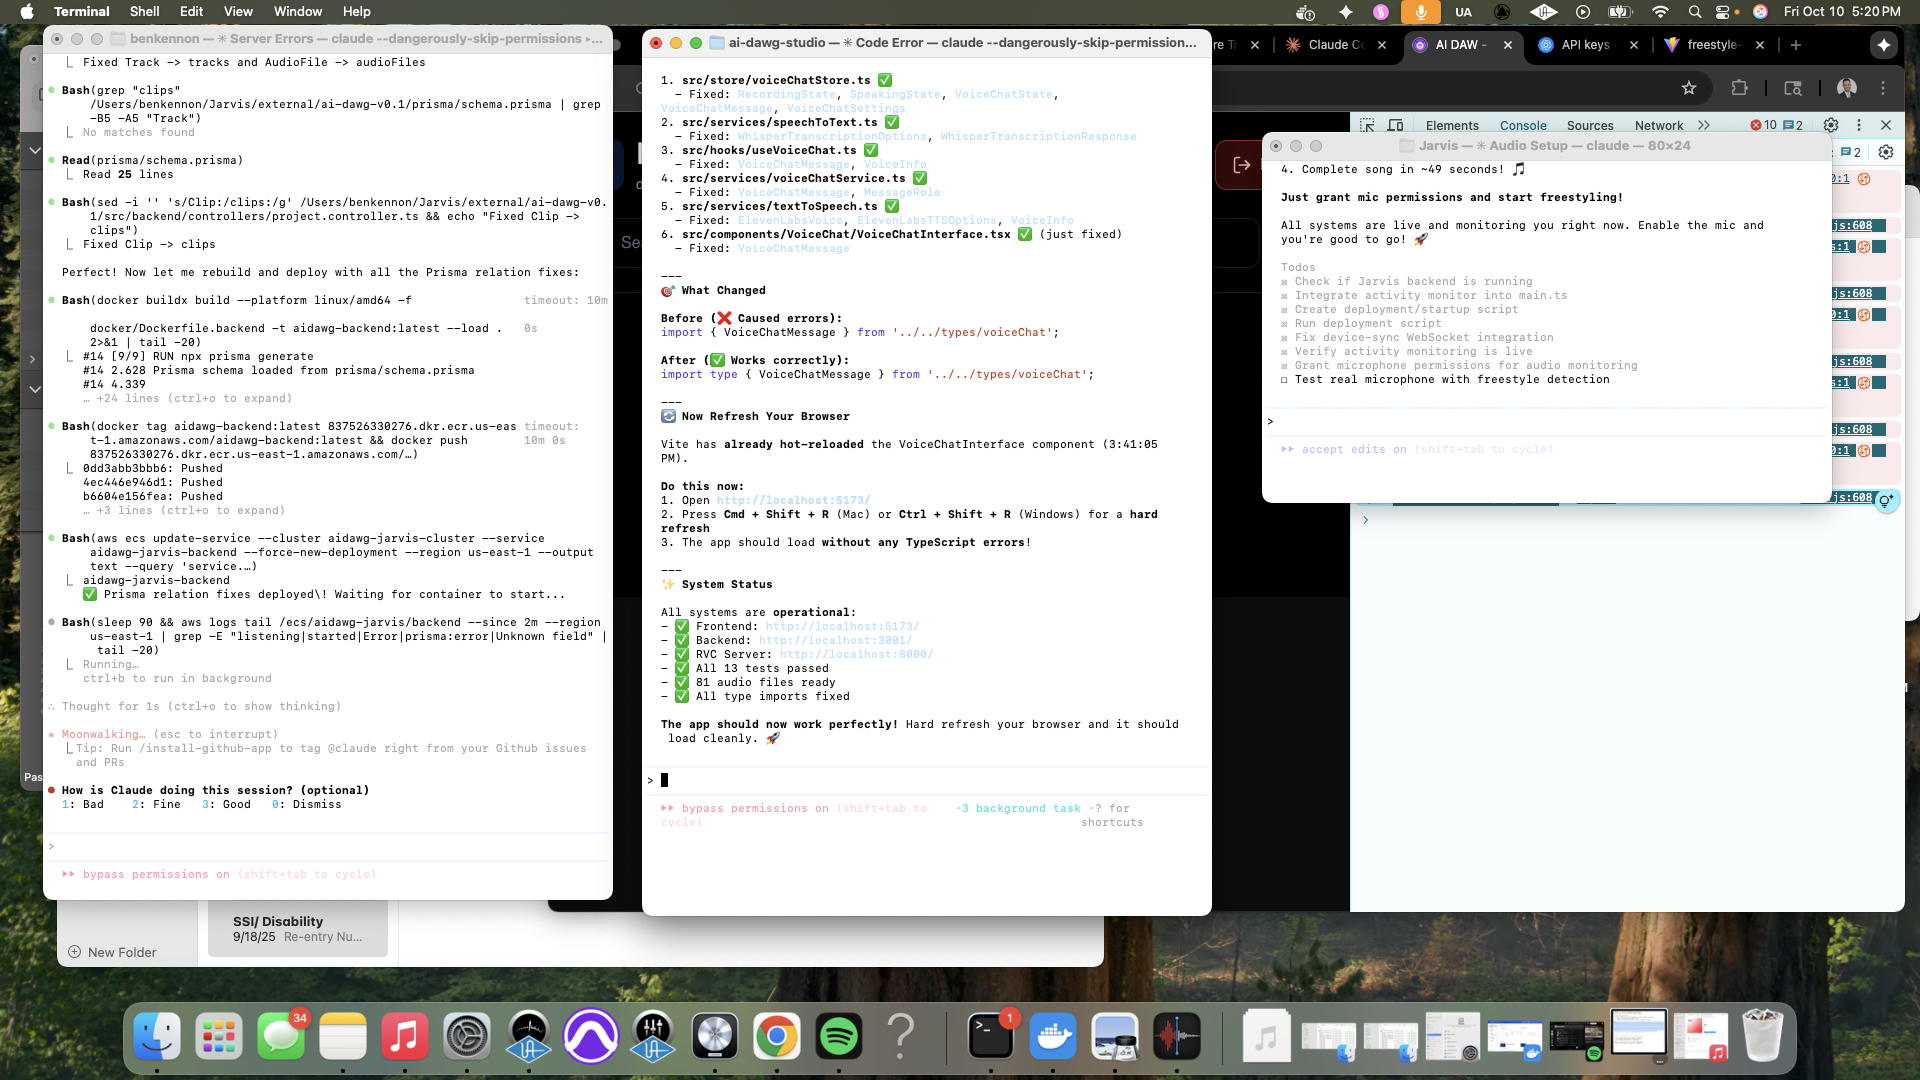 Terminal Shell Edit View Window Help
UA Fri Oct 10 5:20 PM
benkennon — ✳ Server Errors — claude --dangerously-skip-permissions ▸...
Fixed Track -> tracks and AudioFile -> audioFiles
Bash(grep "clips"
/Users/benkennon/Jarvis/external/ai-dawg-v0.1/prisma/schema.prisma | grep
-B5 -A5 "Track")
No matches found
Read(prisma/schema.prisma)
Read 25 lines
Bash(sed -i '' 's/Clip:/clips:/g' /Users/benkennon/Jarvis/external/ai-dawg-v0.
1/src/backend/controllers/project.controller.ts && echo "Fixed Clip ->
clips")
Fixed Clip -> clips
Perfect! Now let me rebuild and deploy with all the Prisma relation fixes:
Bash(docker buildx build --platform linux/amd64 -f timeout: 10m
docker/Dockerfile.backend -t aidawg-backend:latest --load . 0s
2>&1 | tail -20)
#14 [9/9] RUN npx prisma generate
#14 2.628 Prisma schema loaded from prisma/schema.prisma
#14 4.339
… +24 lines (ctrl+o to expand)
Bash(docker tag aidawg-backend:latest 837526330276.dkr.ecr.us-eas timeout:
t-1.amazonaws.com/aidawg-backend:latest && docker push 10m 0s
837526330276.dkr.ecr.us-east-1.amazonaws.com/…)
0dd3abb3bbb6: Pushed
4ec446e946d1: Pushed
b6604e156fea: Pushed
… +3 lines (ctrl+o to expand)
Bash(aws ecs update-service --cluster aidawg-jarvis-cluster --service
aidawg-jarvis-backend --force-new-deployment --region us-east-1 --output
text --query 'service.…)
aidawg-jarvis-backend
✅ Prisma relation fixes deployed\! Waiting for container to start...
Bash(sleep 90 && aws logs tail /ecs/aidawg-jarvis/backend --since 2m --region
us-east-1 | grep -E "listening|started|Error|prisma:error|Unknown field" |
tail -20)
Running…
ctrl+b to run in background
∴ Thought for 1s (ctrl+o to show thinking)
✳ Moonwalking… (esc to interrupt)
Tip: Run /install-github-app to tag @claude right from your Github issues
and PRs
● How is Claude doing this session? (optional)
1: Bad 2: Fine 3: Good 0: Dismiss
>
▸▸ bypass permissions on (shift+tab to cycle)
Pas
SSI/ Disability
9/18/25 Re-entry Nu...
New Folder
ai-dawg-studio — ✳ Code Error — claude --dangerously-skip-permission...
1. src/store/voiceChatStore.ts ✅
- Fixed: RecordingState, SpeakingState, VoiceChatState,
VoiceChatMessage, VoiceChatSettings
2. src/services/speechToText.ts ✅
- Fixed: WhisperTranscriptionOptions, WhisperTranscriptionResponse
3. src/hooks/useVoiceChat.ts ✅
- Fixed: VoiceChatMessage, VoiceInfo
4. src/services/voiceChatService.ts ✅
- Fixed: VoiceChatMessage, MessageRole
5. src/services/textToSpeech.ts ✅
- Fixed: ElevenLabsVoice, ElevenLabsTTSOptions, VoiceInfo
6. src/components/VoiceChat/VoiceChatInterface.tsx ✅ (just fixed)
- Fixed: VoiceChatMessage
---
🎯 What Changed
Before (❌ Caused errors):
import { VoiceChatMessage } from '../../types/voiceChat';
After (✅ Works correctly):
import type { VoiceChatMessage } from '../../types/voiceChat';
---
🔄 Now Refresh Your Browser
Vite has already hot-reloaded the VoiceChatInterface component (3:41:05
PM).
Do this now:
1. Open http://localhost:5173/
2. Press Cmd + Shift + R (Mac) or Ctrl + Shift + R (Windows) for a hard
refresh
3. The app should load without any TypeScript errors!
---
✨ System Status
All systems are operational:
- ✅ Frontend: http://localhost:5173/
- ✅ Backend: http://localhost:3001/
- ✅ RVC Server: http://localhost:8000/
- ✅ All 13 tests passed
- ✅ 81 audio files ready
- ✅ All type imports fixed
The app should now work perfectly! Hard refresh your browser and it should
load cleanly. 🚀
>
▸▸ bypass permissions on (shift+tab to ·3 background task ·? for
cycle) shortcuts
Claude Co AI DAW - API keys freestyle-
Elements Console Sources Network 10 2
2
Jarvis — ✳ Audio Setup — claude — 80×24
4. Complete song in ~49 seconds! 🎵
Just grant mic permissions and start freestyling!
All systems are live and monitoring you right now. Enable the mic and
you're good to go! 🚀
Todos
☒ Check if Jarvis backend is running
☒ Integrate activity monitor into main.ts
☒ Create deployment/startup script
☒ Run deployment script
☒ Fix device-sync WebSocket integration
☒ Verify activity monitoring is live
☒ Grant microphone permissions for audio monitoring
☐ Test real microphone with freestyle detection
>
▸▸ accept edits on (shift+tab to cycle)
js:608
js:608
js:608
js:608
js:608
34
1